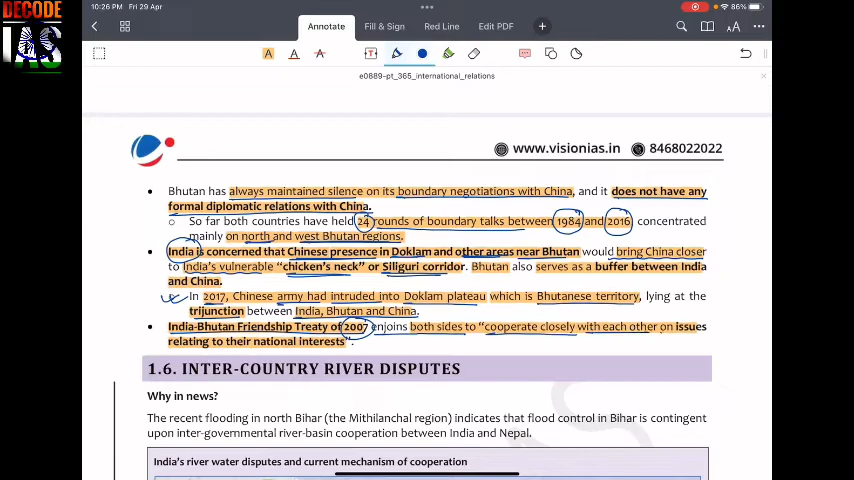 DECODE
IAS
10:26 PM Fri 29 Apr
86%
Annotate
Fill & Sign
Red Line
Edit PDF
AA
A
A
A
T
e0889-pt_365_international_relations
www.visionias.in
8468022022
• Bhutan has always maintained silence on its boundary negotiations with China, and it does not have any
formal diplomatic relations with China.
o So far both countries have held 24 rounds of boundary talks between 1984 and 2016 concentrated
mainly on north and west Bhutan regions.
• India is concerned that Chinese presence in Doklam and other areas near Bhutan would bring China closer
to India's vulnerable "chicken's neck" or Siliguri corridor. Bhutan also serves as a buffer between India
and China.
In 2017, Chinese army had intruded into Doklam plateau which is Bhutanese territory, lying at the
trijunction between India, Bhutan and China.
• India-Bhutan Friendship Treaty of 2007 enjoins both sides to "cooperate closely with each other on issues
relating to their national interests".
1.6. INTER-COUNTRY RIVER DISPUTES
Why in news?
The recent flooding in north Bihar (the Mithilanchal region) indicates that flood control in Bihar is contingent
upon inter-governmental river-basin cooperation between India and Nepal.
India's river water disputes and current mechanism of cooperation